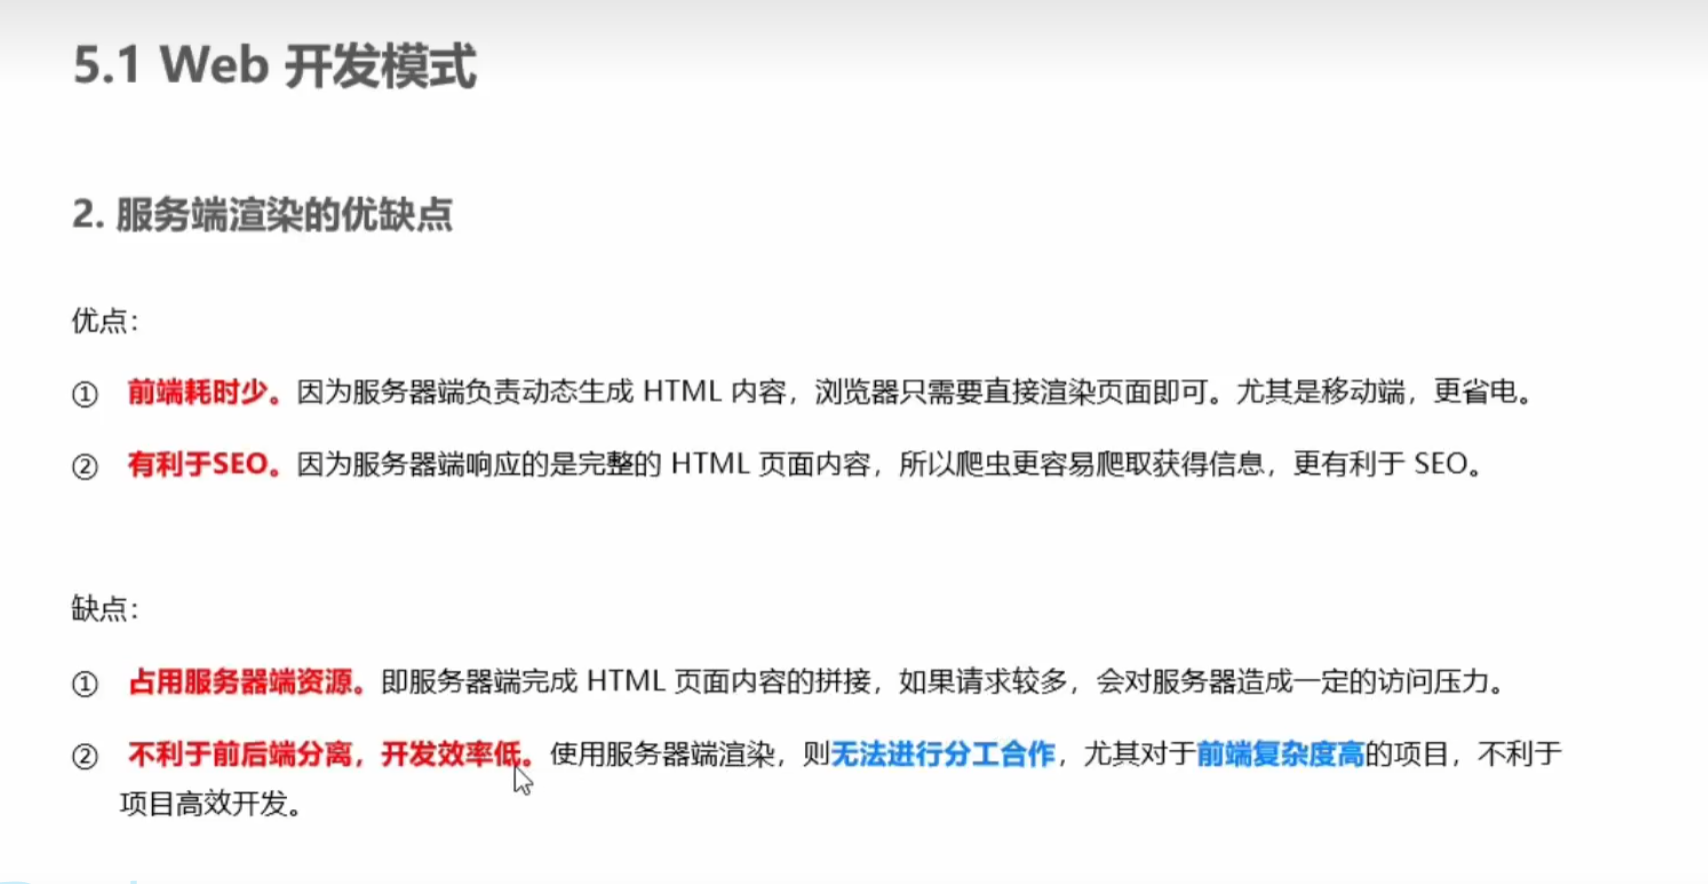 5.1 Web 开发模式
2. 服务端渲染的优缺点
优点：
① 前端耗时少。因为服务器端负责动态生成 HTML 内容，浏览器只需要直接渲染页面即可。尤其是移动端，更省电。
② 有利于SEO。因为服务器端响应的是完整的 HTML 页面内容，所以爬虫更容易爬取获得信息，更有利于 SEO。
缺点：
① 占用服务器端资源。即服务器端完成 HTML 页面内容的拼接，如果请求较多，会对服务器造成一定的访问压力。
② 不利于前后端分离，开发效率低。使用服务器端渲染，则无法进行分工合作，尤其对于前端复杂度高的项目，不利于
项目高效开发。